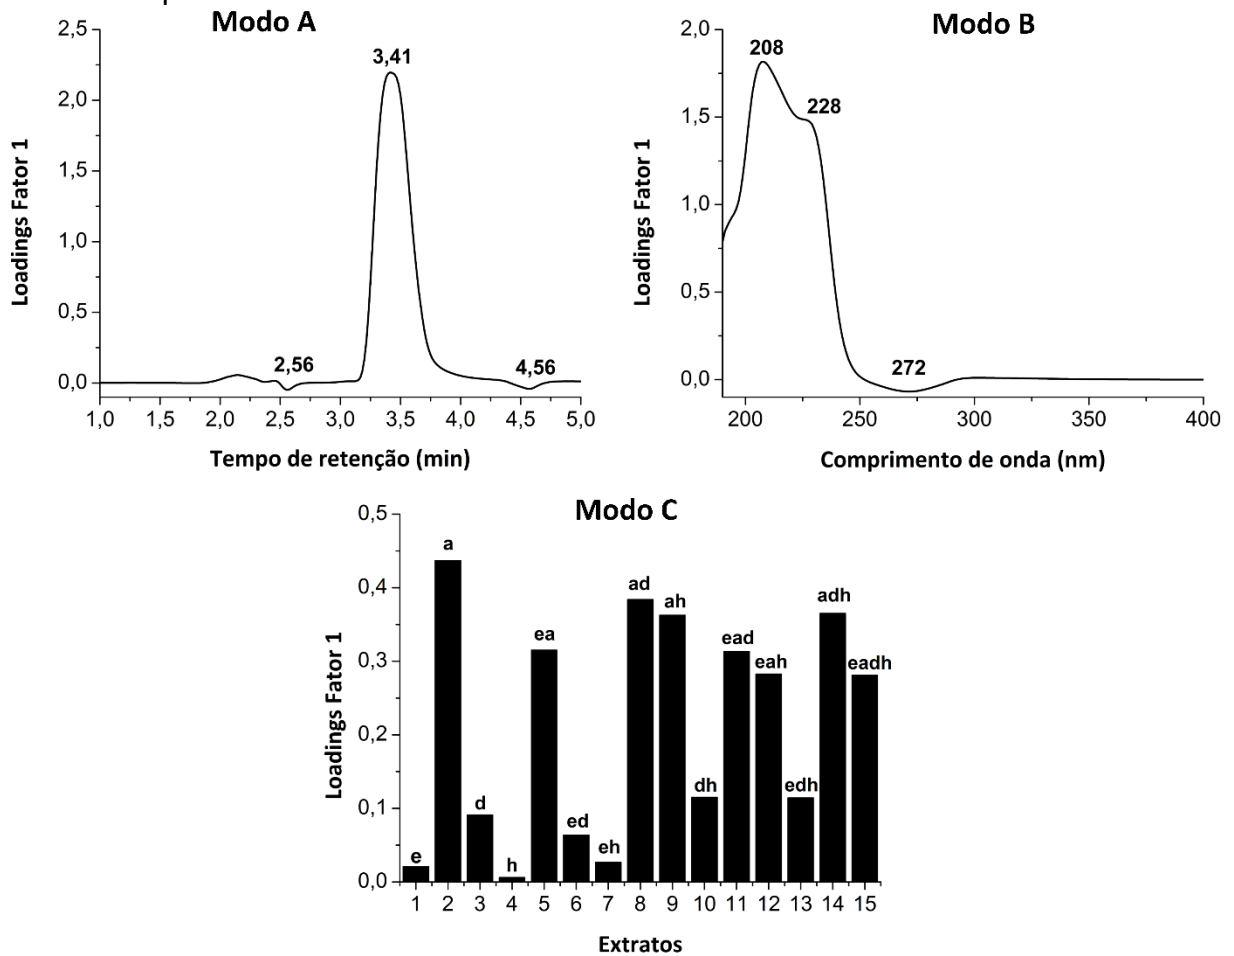 Modo A
2,5
2,0
1,5
1,0
0,5
0,0
3,41
2,56
4,56
1,0 1,5 2,0 2,5 3,0 3,5 4,0 4,5 5,0
Loadings Fator 1
Tempo de retenção (min)
Modo B
2,0
1,5
1,0
0,5
0,0
208
228
272
200 250 300 350 400
Loadings Fator 1
Comprimento de onda (nm)
Modo C
0,5
0,4
0,3
0,2
0,1
0,0
e a d h ea ed eh ad ah dh ead eah edh adh eadh
1 2 3 4 5 6 7 8 9 10 11 12 13 14 15
Loadings Fator 1
Extratos